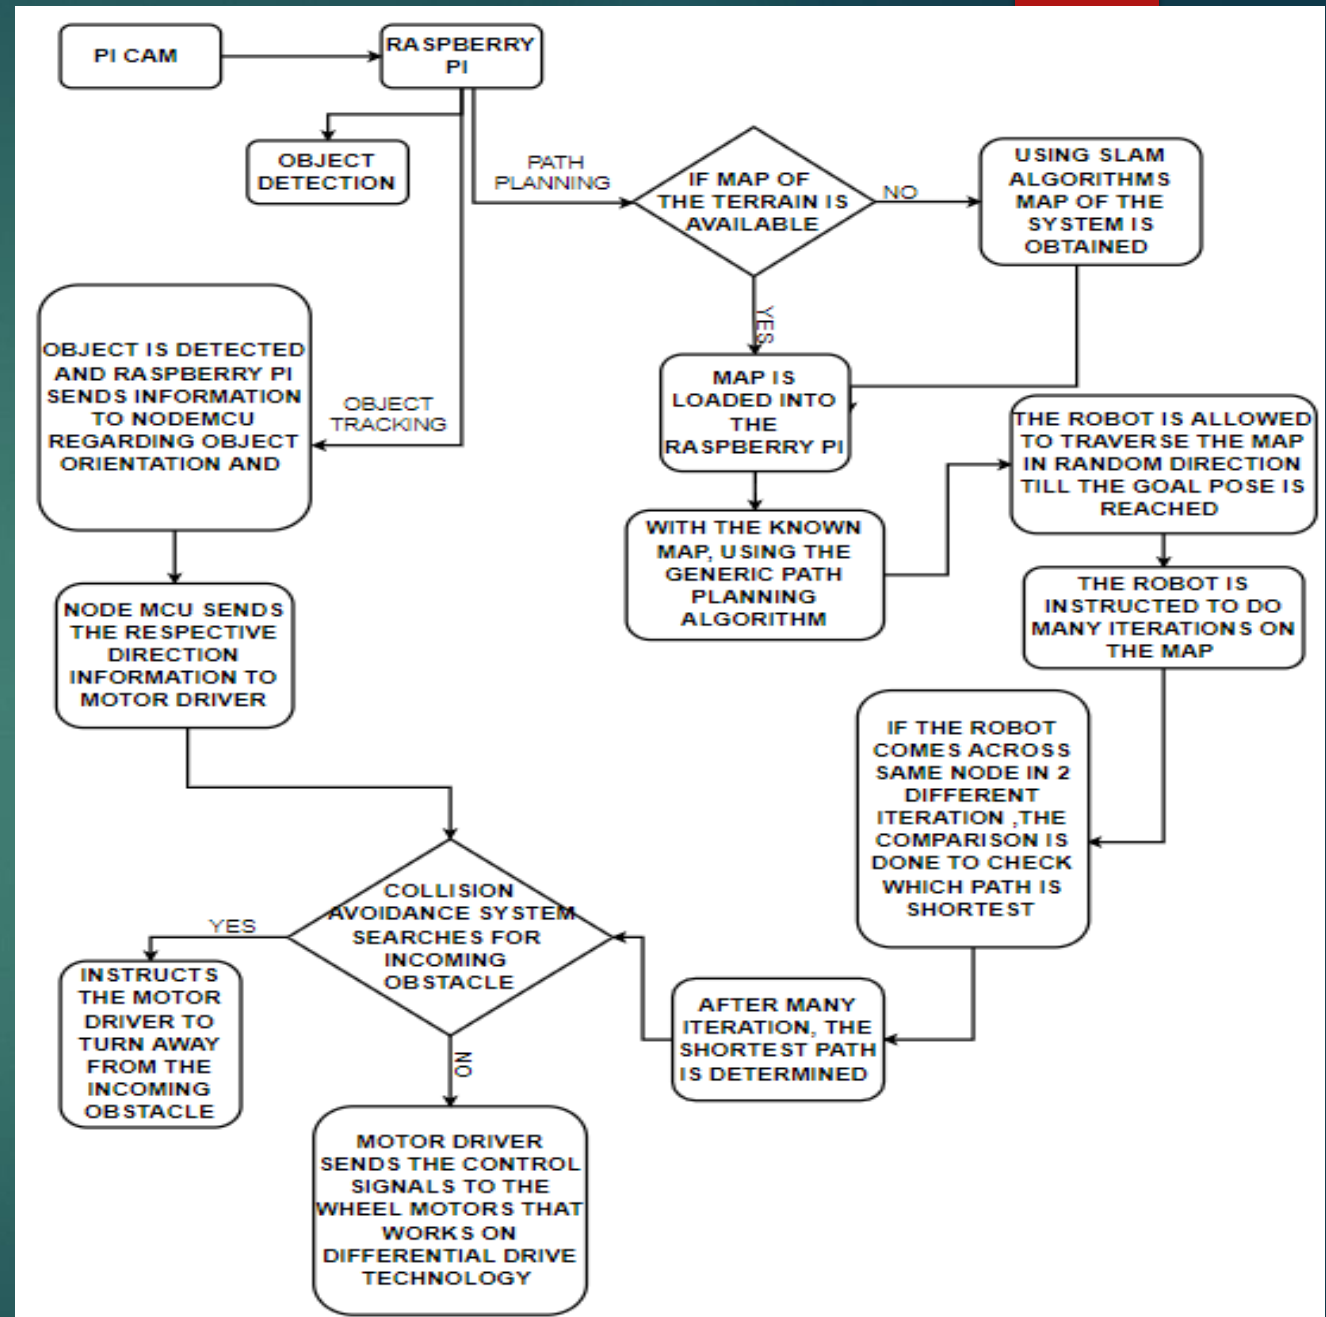 PI CAM
RASPBERRY
PI
OBJECT
DETECTION
PATH
PLANNING
IF MAP OF
THE TERRAIN IS
AVAILABLE
NO
USING SLAM
ALGORITHMS
MAP OF THE
SYSTEM IS
OBTAINED
YES
OBJECT IS DETECTED
AND RASPBERRY PI
SENDS INFORMATION
TO NODEMCU
REGARDING OBJECT
ORIENTATION AND
OBJECT
TRACKING
MAP IS
LOADED INTO
THE
RASPBERRY PI
THE ROBOT IS ALLOWED
TO TRAVERSE THE MAP
IN RANDOM DIRECTION
TILL THE GOAL POSE IS
REACHED
WITH THE KNOWN
MAP, USING THE
GENERIC PATH
PLANNING
ALGORITHM
THE ROBOT IS
INSTRUCTED TO DO
MANY ITERATIONS ON
THE MAP
NODE MCU SENDS
THE RESPECTIVE
DIRECTION
INFORMATION TO
MOTOR DRIVER
IF THE ROBOT
COMES ACROSS
SAME NODE IN 2
DIFFERENT
ITERATION ,THE
COMPARISON IS
DONE TO CHECK
WHICH PATH IS
SHORTEST
COLLISION
AVOIDANCE SYSTEM
SEARCHES FOR
INCOMING
OBSTACLE
YES
INSTRUCTS
THE MOTOR
DRIVER TO
TURN AWAY
FROM THE
INCOMING
OBSTACLE
AFTER MANY
ITERATION, THE
SHORTEST PATH
IS DETERMINED
NO
MOTOR DRIVER
SENDS THE CONTROL
SIGNALS TO THE
WHEEL MOTORS THAT
WORKS ON
DIFFERENTIAL DRIVE
TECHNOLOGY